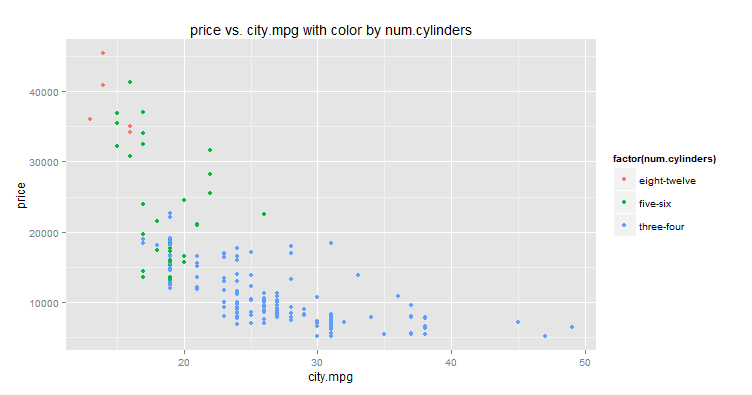 price vs. city.mpg with color by num.cylinders
40000
30000
20000
10000
price
20
30
40
50
city.mpg
factor(num.cylinders)
eight-twelve
five-six
three-four